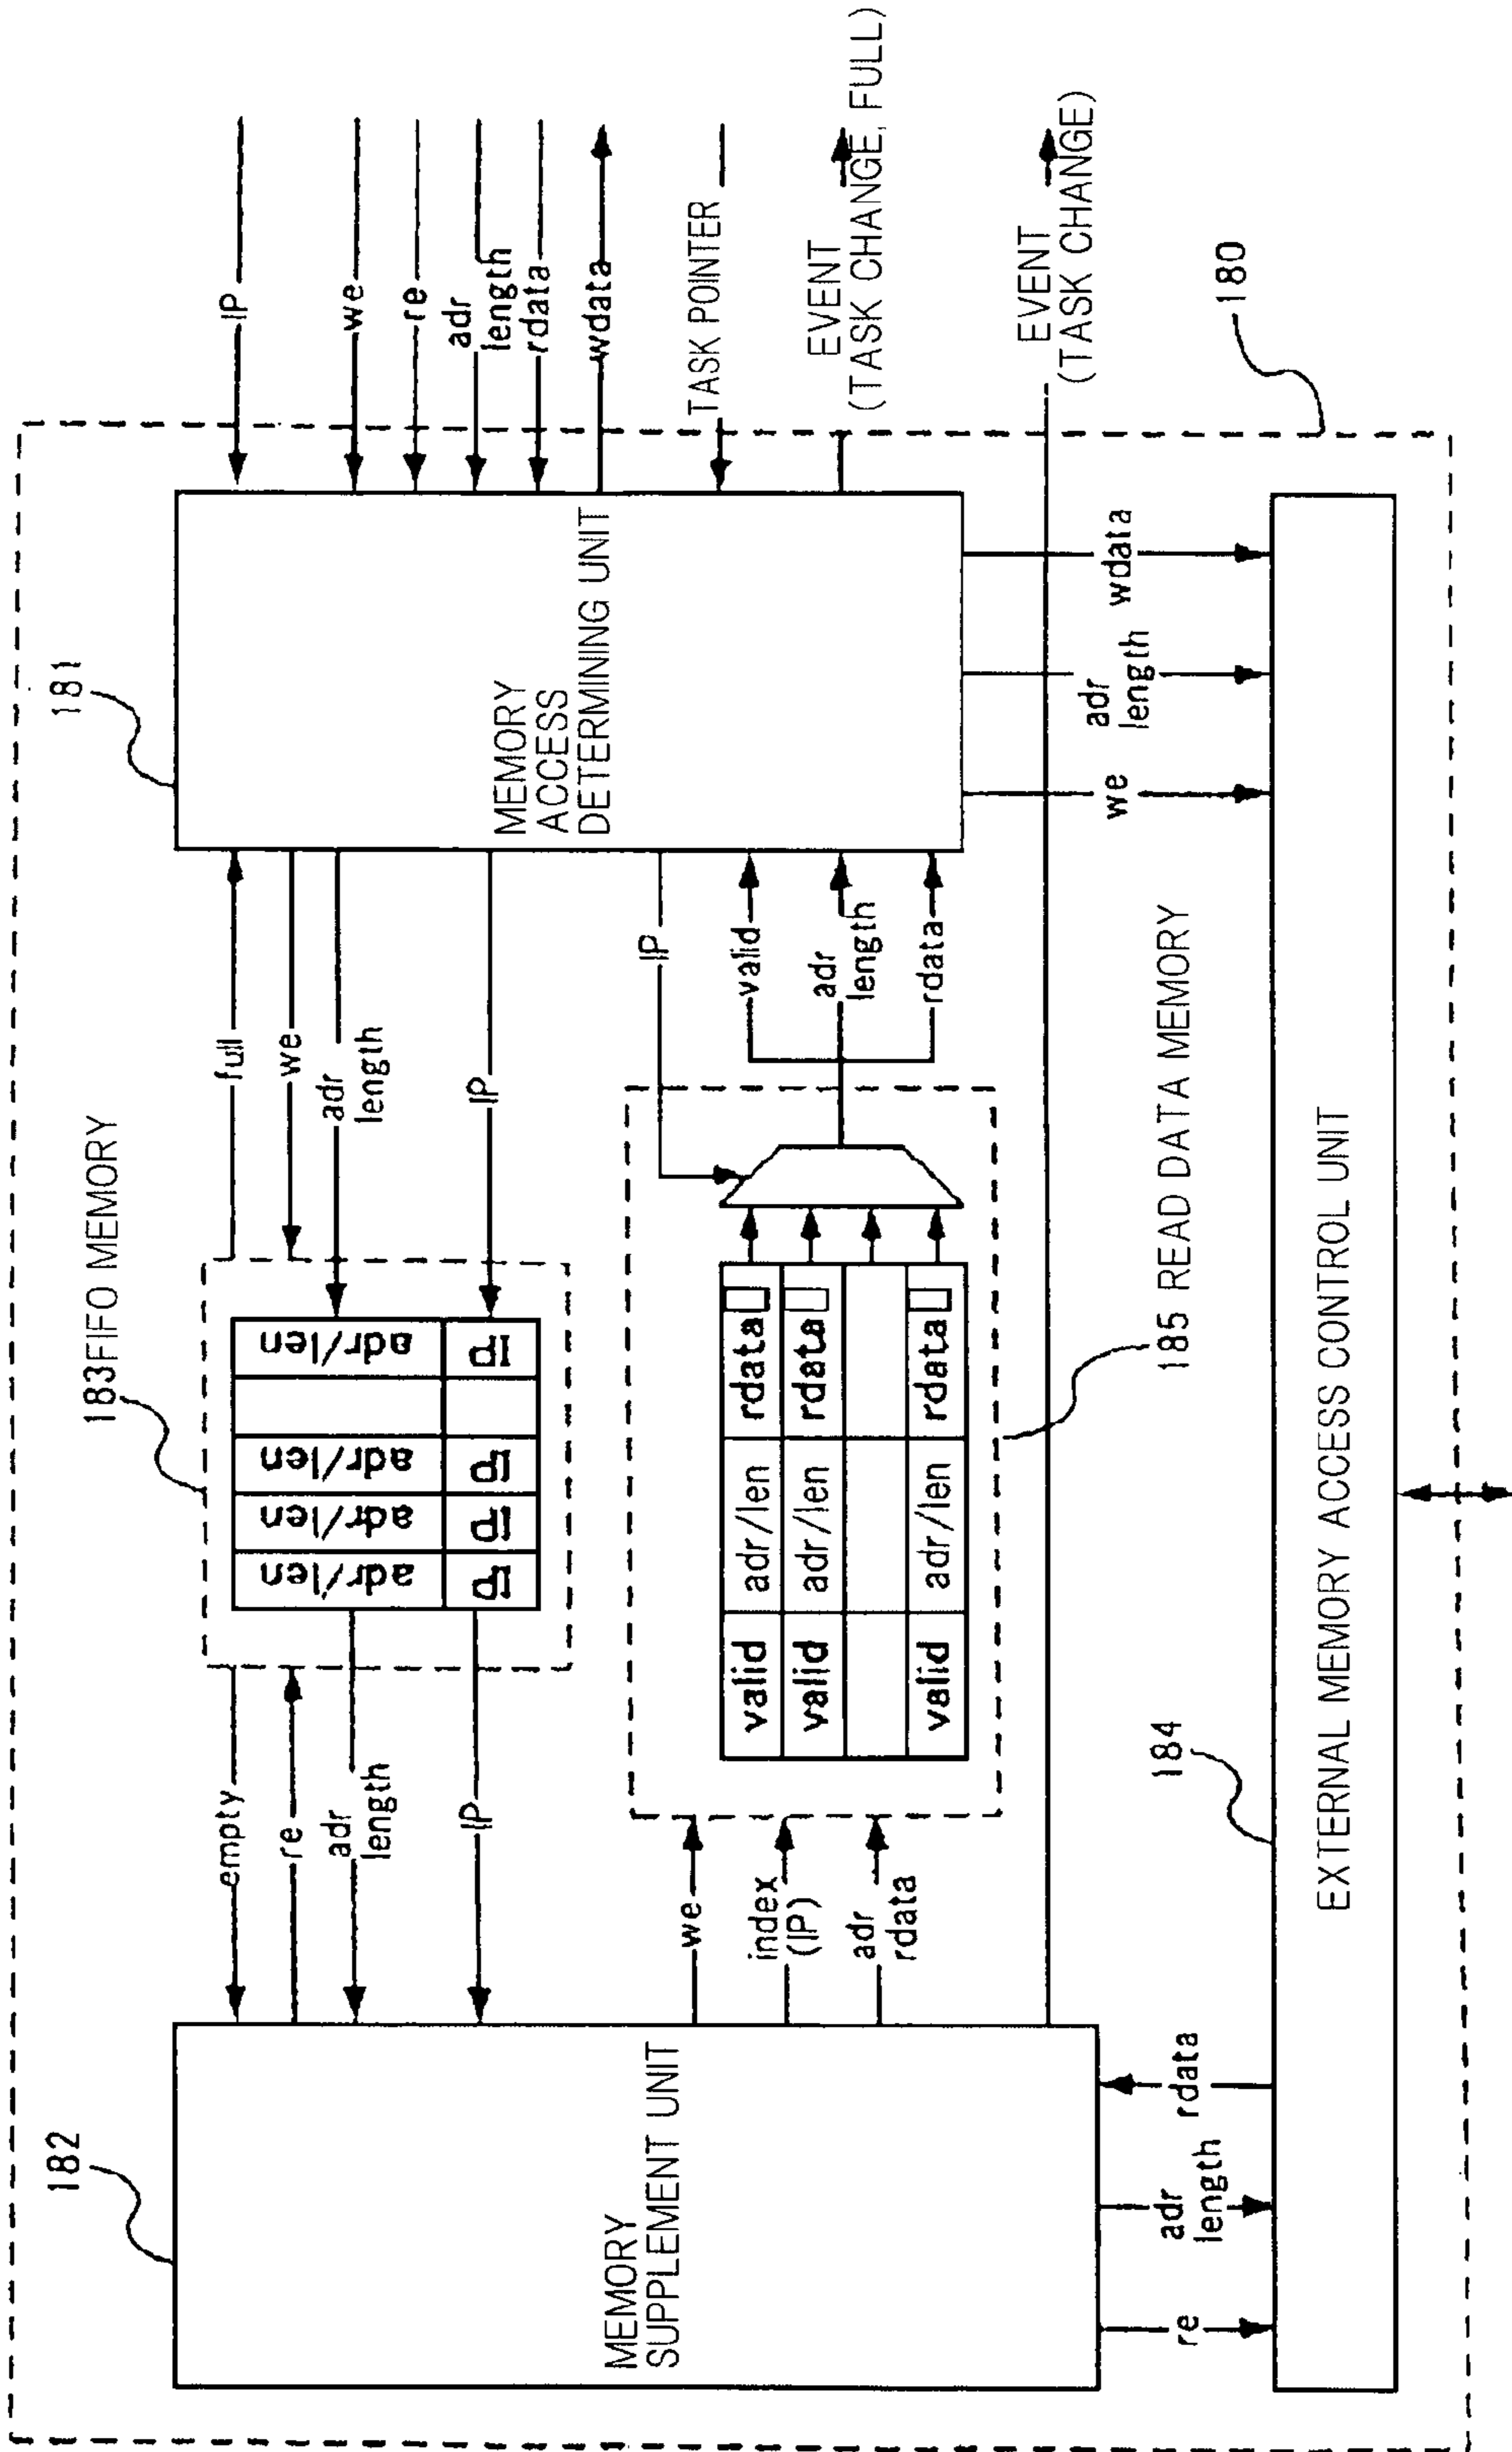 180
181
182
183 FIFO MEMORY
184
185 READ DATA MEMORY
MEMORY
SUPPLEMENT UNIT
MEMORY
ACCESS
DETERMINING UNIT
EXTERNAL MEMORY ACCESS CONTROL UNIT
empty
re
adr
length
IP
adr/len
adr/len
adr/len
adr/len
IP
IP
IP
IP
full
we
adr
length
IP
we
index
(IP)
adr
rdata
valid
adr/len
rdata
valid
adr/len
rdata
valid
adr/len
rdata
IP
valid
adr
length
rdata
IP
we
re
adr
length
rdata
wdata
TASK POINTER
EVENT
(TASK CHANGE, FULL)
EVENT
(TASK CHANGE)
re
adr
length
rdata
we
adr
length
wdata